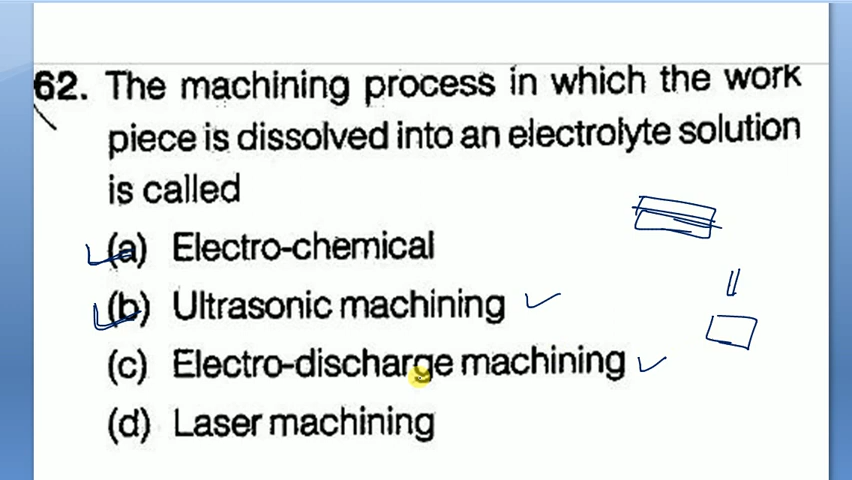 62. The machining process in which the work
piece is dissolved into an electrolyte solution
is called
(a) Electro-chemical
(b) Ultrasonic machining
(c) Electro-discharge machining
(d) Laser machining